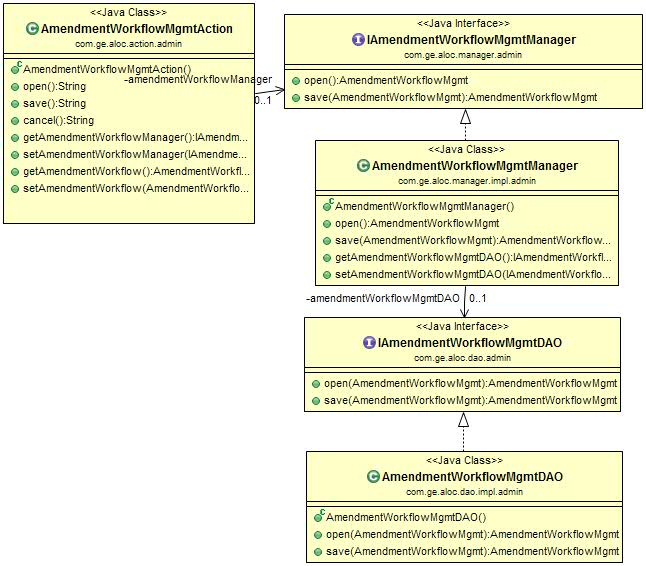 <<Java Class>>
AmendmentWorkflowMgmtAction
com.ge.aloc.action.admin
AmendmentWorkflowMgmtAction()
open():String
save():String
cancel():String
getAmendmentWorkflowManager():IAmendm...
setAmendmentWorkflowManager(IAmendme...
getAmendmentWorkflow():AmendmentWorkfl...
setAmendmentWorkflow(AmendmentWorkflo...
-amendmentWorkflowManager
0..1
<<Java Interface>>
IAmendmentWorkflowMgmtManager
com.ge.aloc.manager.admin
open():AmendmentWorkflowMgmt
save(AmendmentWorkflowMgmt):AmendmentWorkflowMgmt
<<Java Class>>
AmendmentWorkflowMgmtManager
com.ge.aloc.manager.impl.admin
AmendmentWorkflowMgmtManager()
open():AmendmentWorkflowMgmt
save(AmendmentWorkflowMgmt):AmendmentWorkflow...
getAmendmentWorkflowMgmtDAO():IAmendmentWorkfl...
setAmendmentWorkflowMgmtDAO(IAmendmentWorkflo...
-amendmentWorkflowMgmtDAO 0..1
<<Java Interface>>
IAmendmentWorkflowMgmtDAO
com.ge.aloc.dao.admin
open(AmendmentWorkflowMgmt):AmendmentWorkflowMgmt
save(AmendmentWorkflowMgmt):AmendmentWorkflowMgmt
<<Java Class>>
AmendmentWorkflowMgmtDAO
com.ge.aloc.dao.impl.admin
AmendmentWorkflowMgmtDAO()
open(AmendmentWorkflowMgmt):AmendmentWorkflowMgmt
save(AmendmentWorkflowMgmt):AmendmentWorkflowMgmt